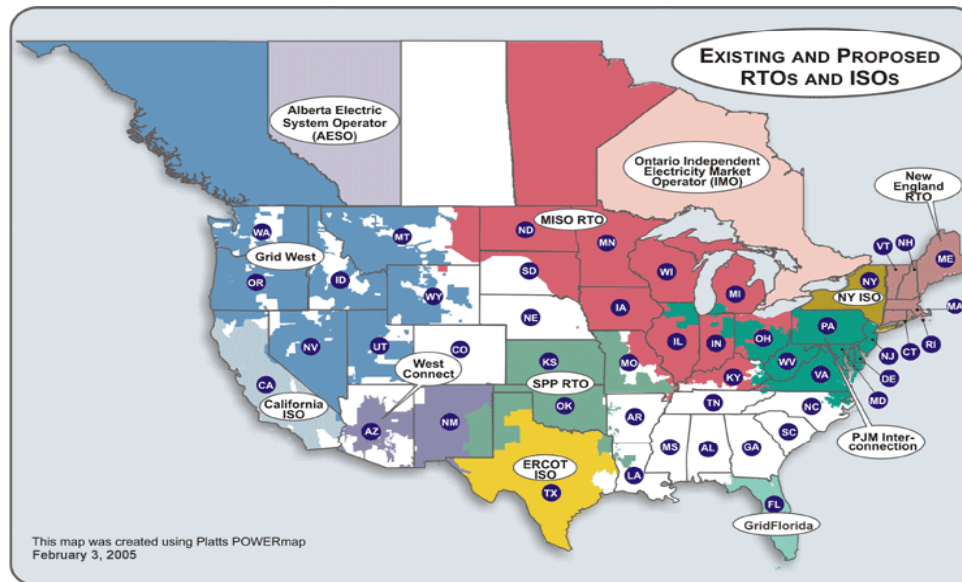 EXISTING AND PROPOSED
RTOS AND ISOS
Alberta Electric
System Operator
(AESO)
Ontario Independent
Electricity Market
Operator (IMO)
New
England
RTO
MISO RTO
Grid West
NY ISO
West
Connect
SPP RTO
California
ISO
ERCOT
ISO
PJM Inter-
connection
GridFlorida
WA
MT
ND
MN
VT
NH
ME
OR
ID
WY
SD
WI
MI
NY
MA
NV
UT
CO
NE
IA
IL
IN
OH
PA
NJ
CT
RI
CA
KS
MO
KY
WV
VA
DE
MD
AZ
NM
OK
AR
TN
NC
SC
TX
LA
MS
AL
GA
FL
This map was created using Platts POWERmap
February 3, 2005